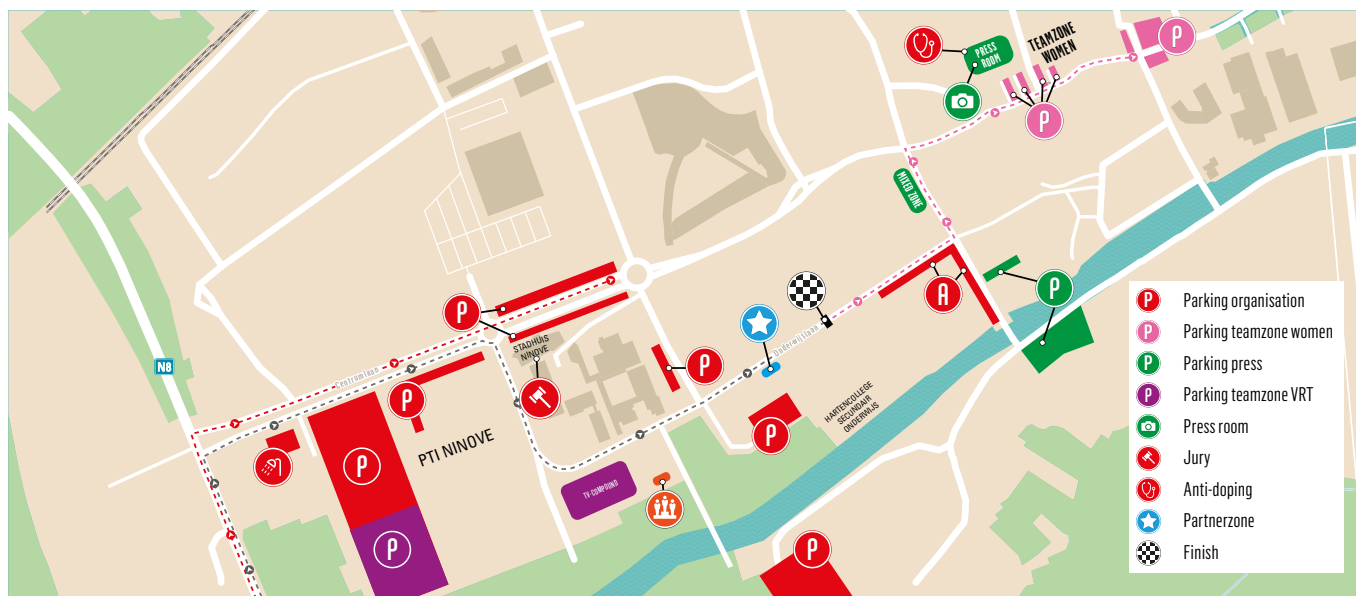 PRESS
ROOM
TEAMZONE
WOMEN
P
P
MIXED ZONE
P
A
P
STADHUIS
NINOVE
Centrumlaan
N8
Onderwijslaan
P
P
PTI NINOVE
HARTENCOLLEGE
SECUNDAIR
ONDERWIJS
P
P
TV-COMPOUND
P
P
P Parking organisation
P Parking teamzone women
P Parking press
P Parking teamzone VRT
Press room
Jury
Anti-doping
Partnerzone
Finish